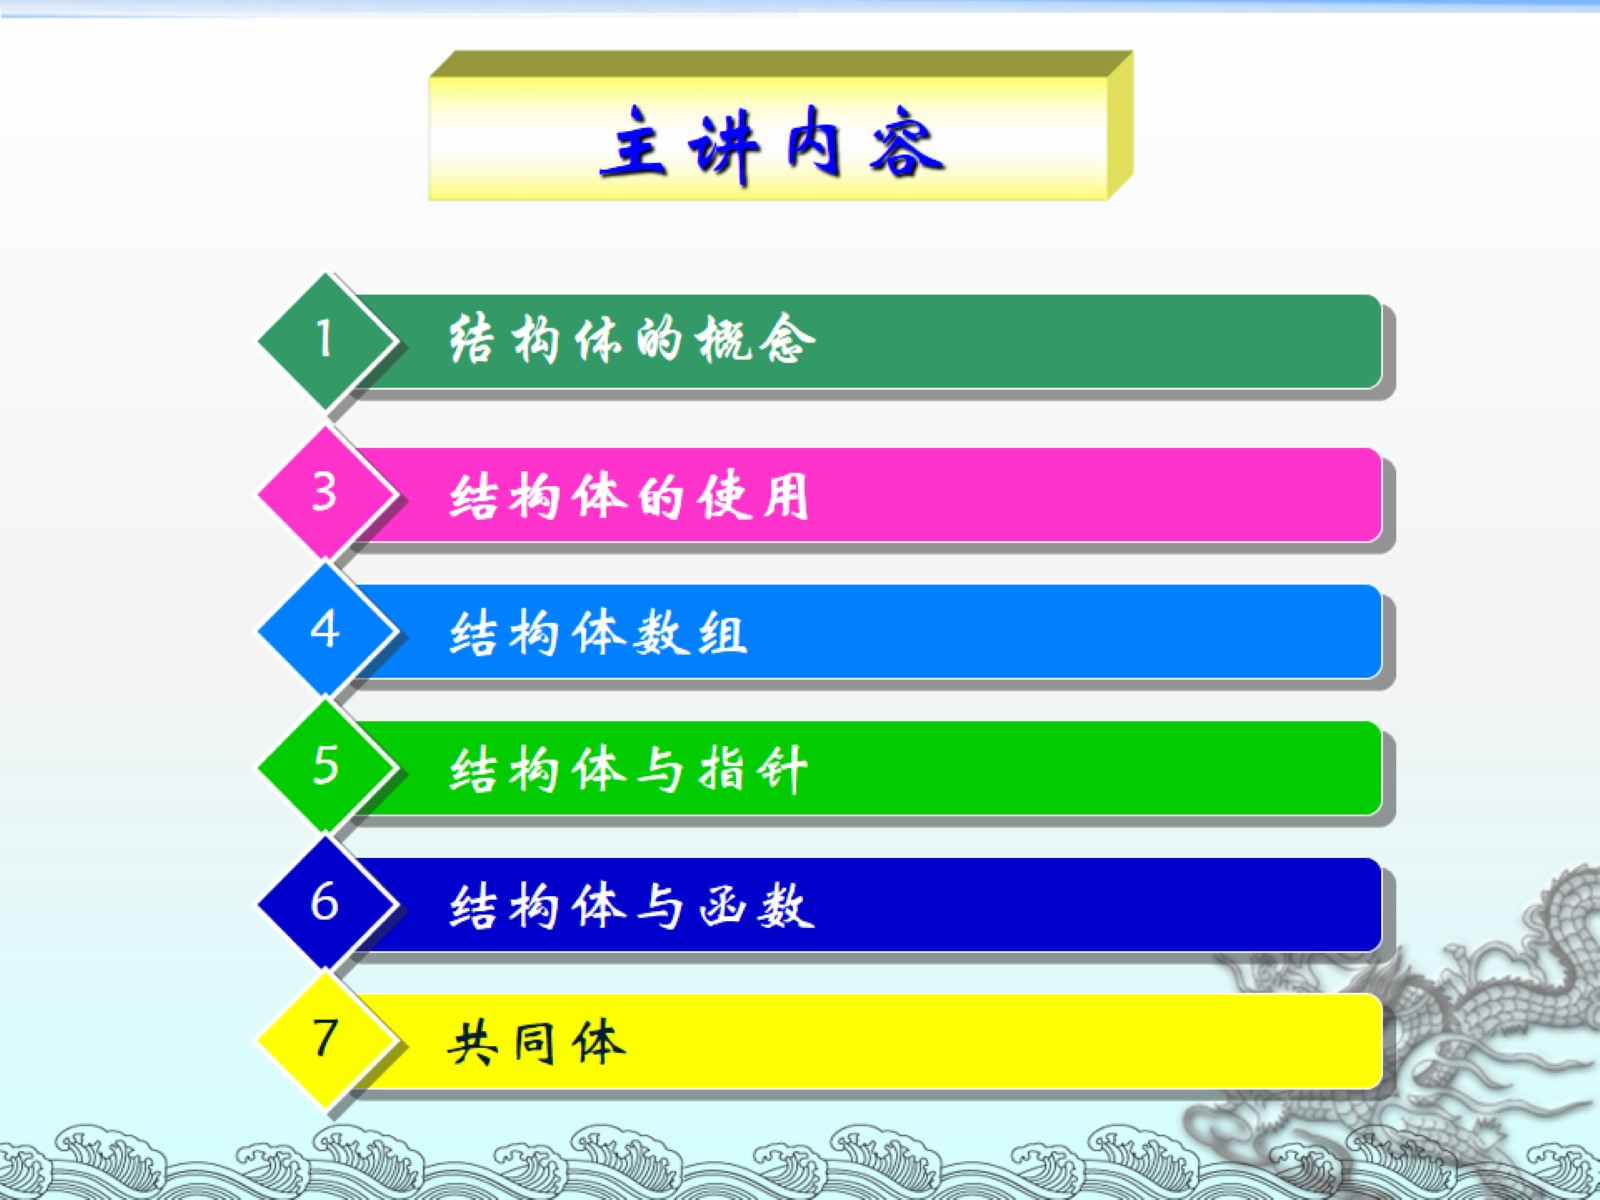 主讲内容
1 结构体的概念
3 结构体的使用
4 结构体数组
5 结构体与指针
6 结构体与函数
7 共同体